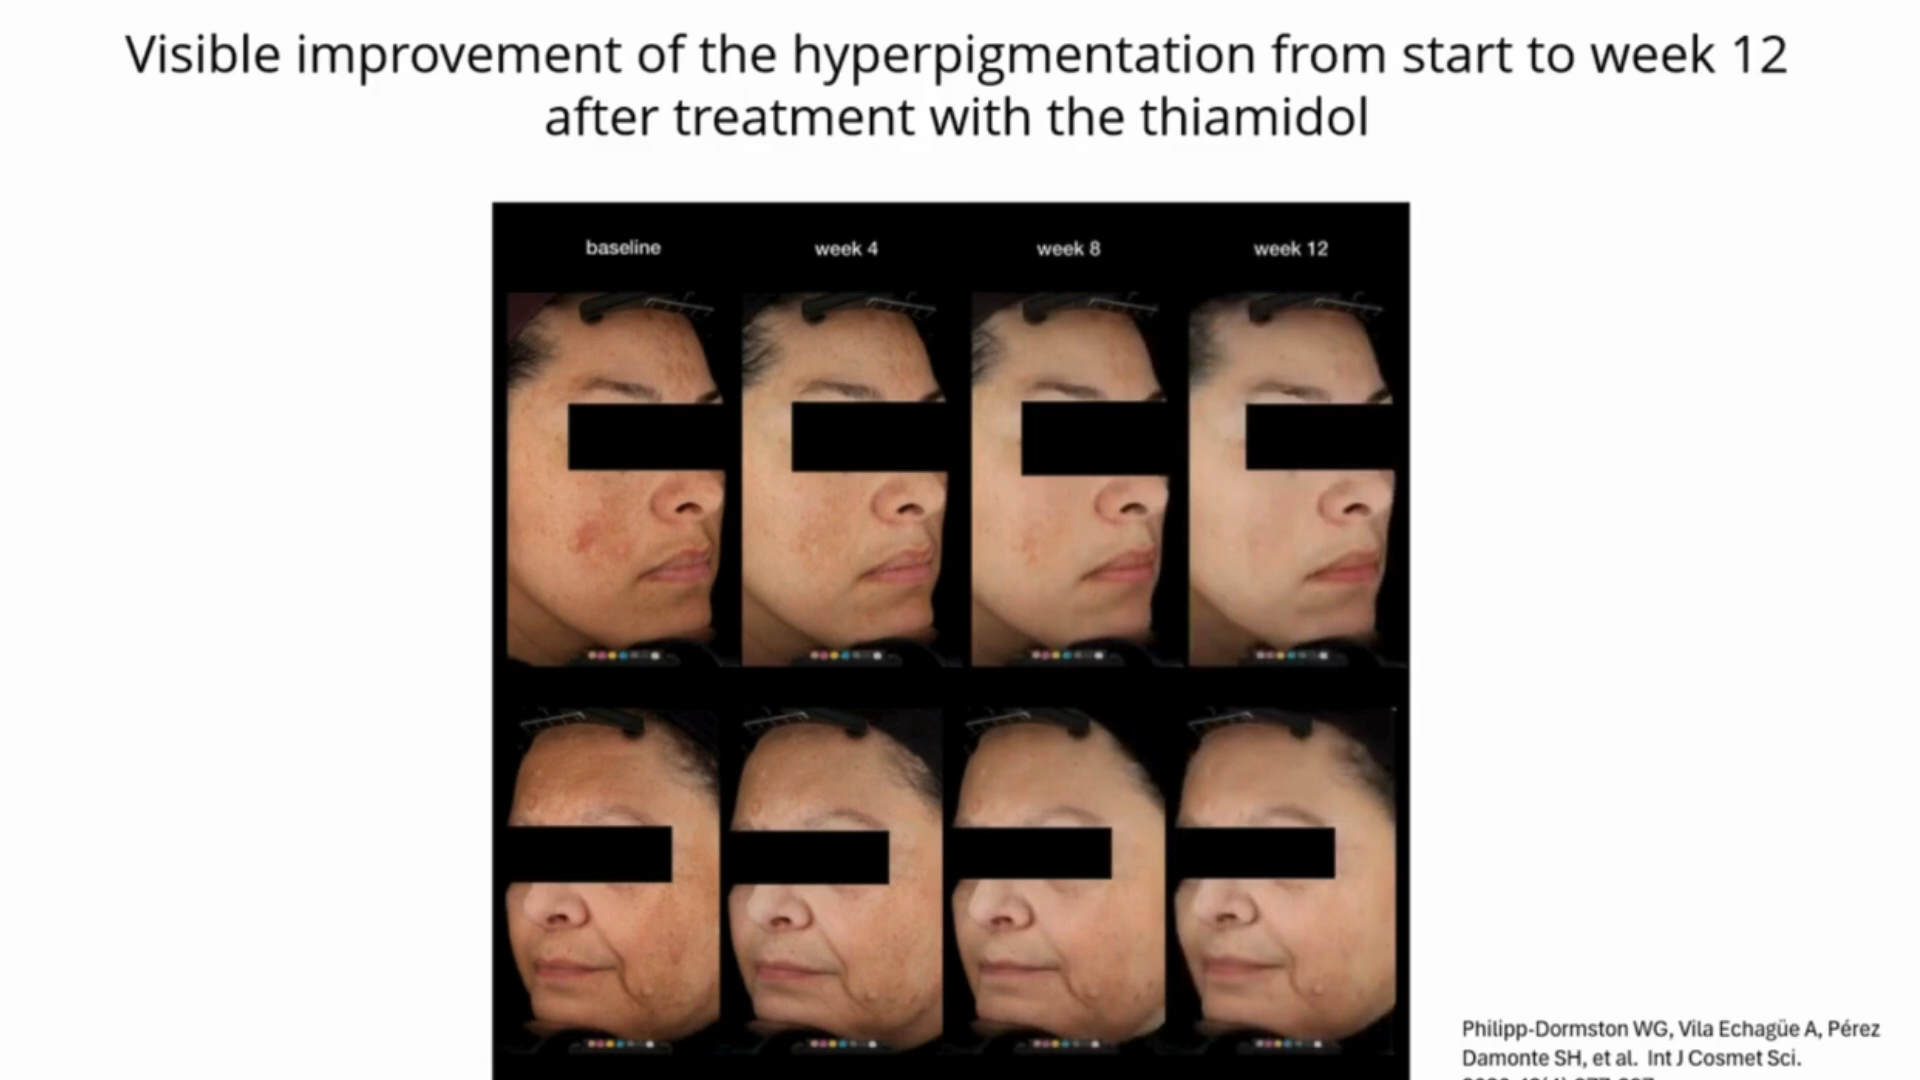 Visible improvement of the hyperpigmentation from start to week 12
after treatment with the thiamidol
baseline week 4 week 8 week 12
Philipp-Dormston WG, Vila Echagüe A, Pérez
Damonte SH, et al. Int J Cosmet Sci.